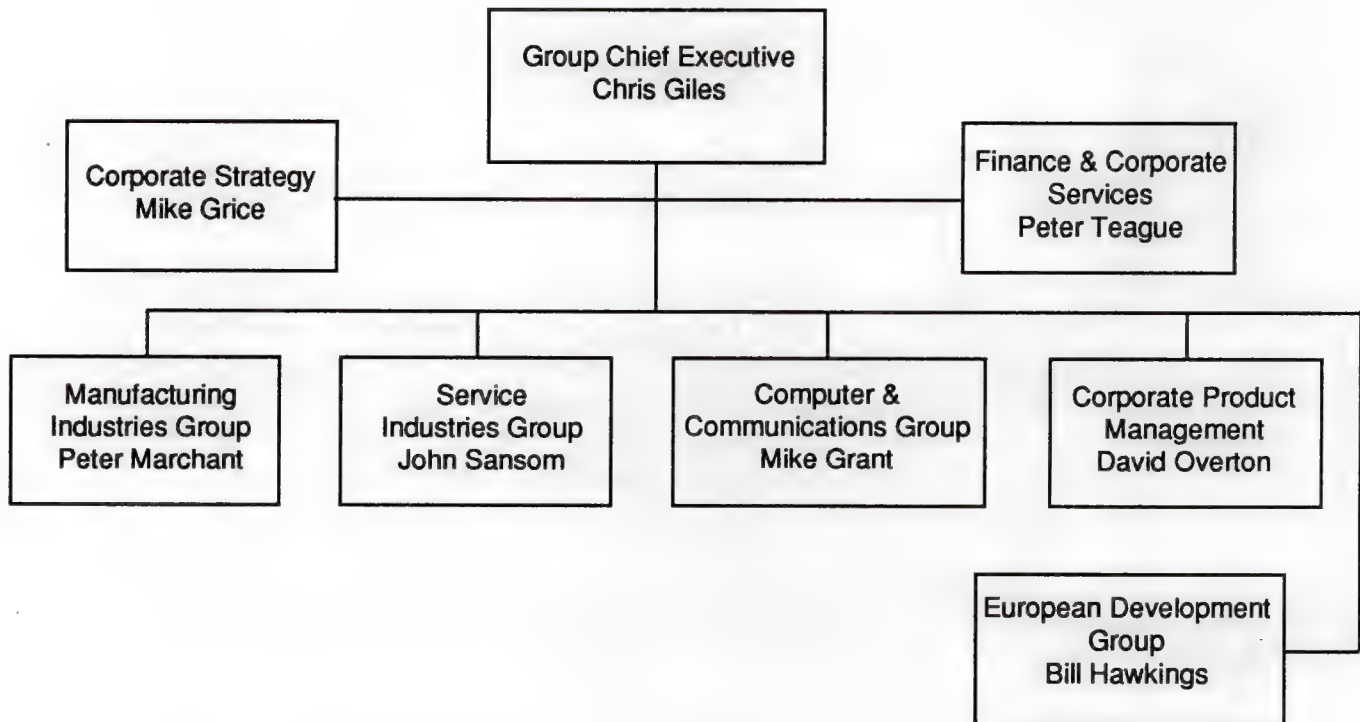 Group Chief Executive
Chris Giles
Corporate Strategy
Mike Grice
Finance & Corporate
Services
Peter Teague
Manufacturing
Industries Group
Peter Marchant
Service
Industries Group
John Sansom
Computer &
Communications Group
Mike Grant
Corporate Product
Management
David Overton
European Development
Group
Bill Hawkings